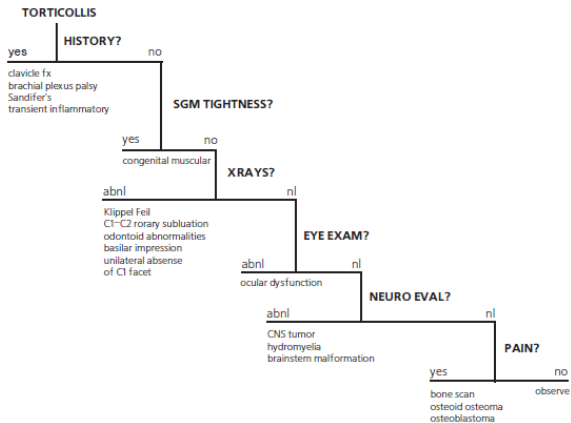 TORTICOLLIS
HISTORY?
yes no
clavicle fx
brachial plexus palsy
Sandifer's
transient inflammatory
SGM TIGHTNESS?
yes no
congenital muscular
XRAYS?
abnl nl
Klippel Feil
C1–C2 rorary subluation
odontoid abnormalities
basilar impression
unilateral absense
of C1 facet
EYE EXAM?
abnl nl
ocular dysfunction
NEURO EVAL?
abnl nl
CNS tumor
hydromyelia
brainstem malformation
PAIN?
yes no
bone scan
osteoid osteoma
osteoblastoma
observe